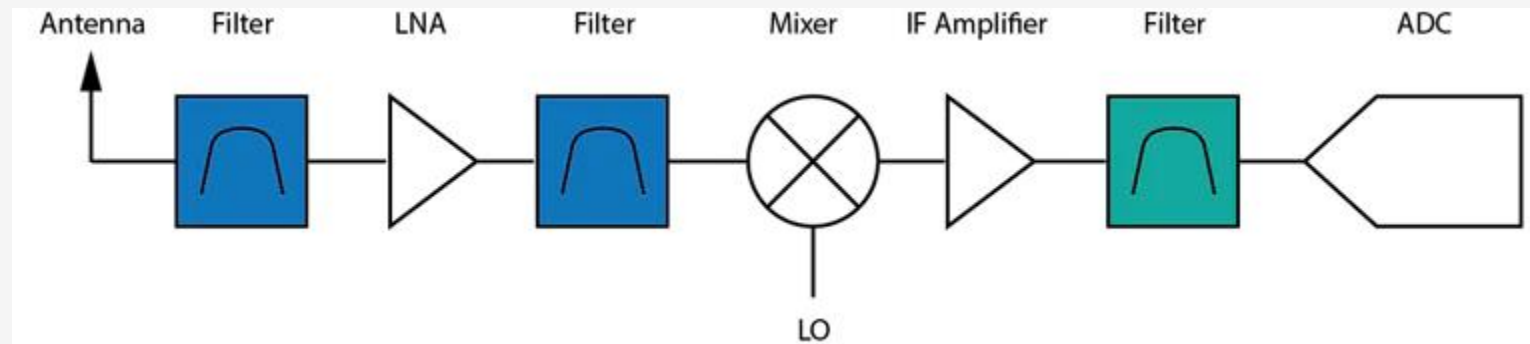 Antenna
Filter
LNA
Filter
Mixer
IF Amplifier
Filter
ADC
LO